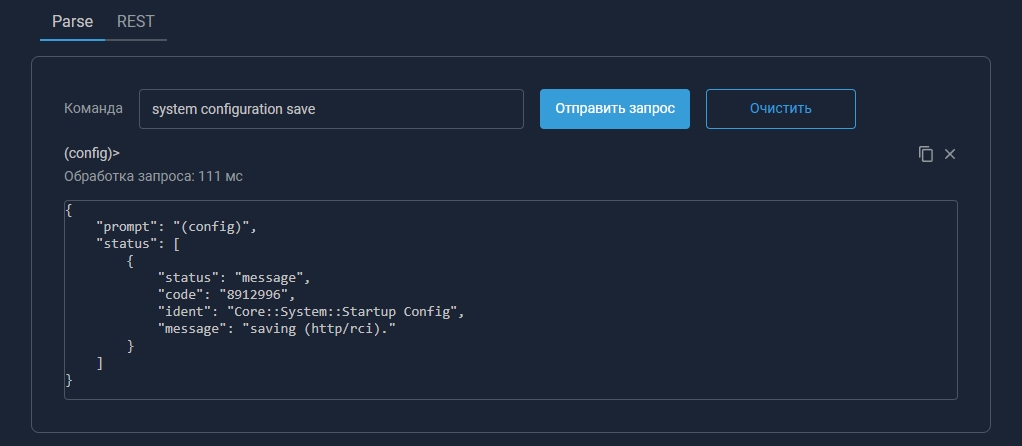 Parse REST
Команда system configuration save Отправить запрос Очистить
(config)>
Обработка запроса: 111 мс
{
    "prompt": "(config)",
    "status": [
        {
            "status": "message",
            "code": "8912996",
            "ident": "Core::System::Startup Config",
            "message": "saving (http/rci)."
        }
    ]
}